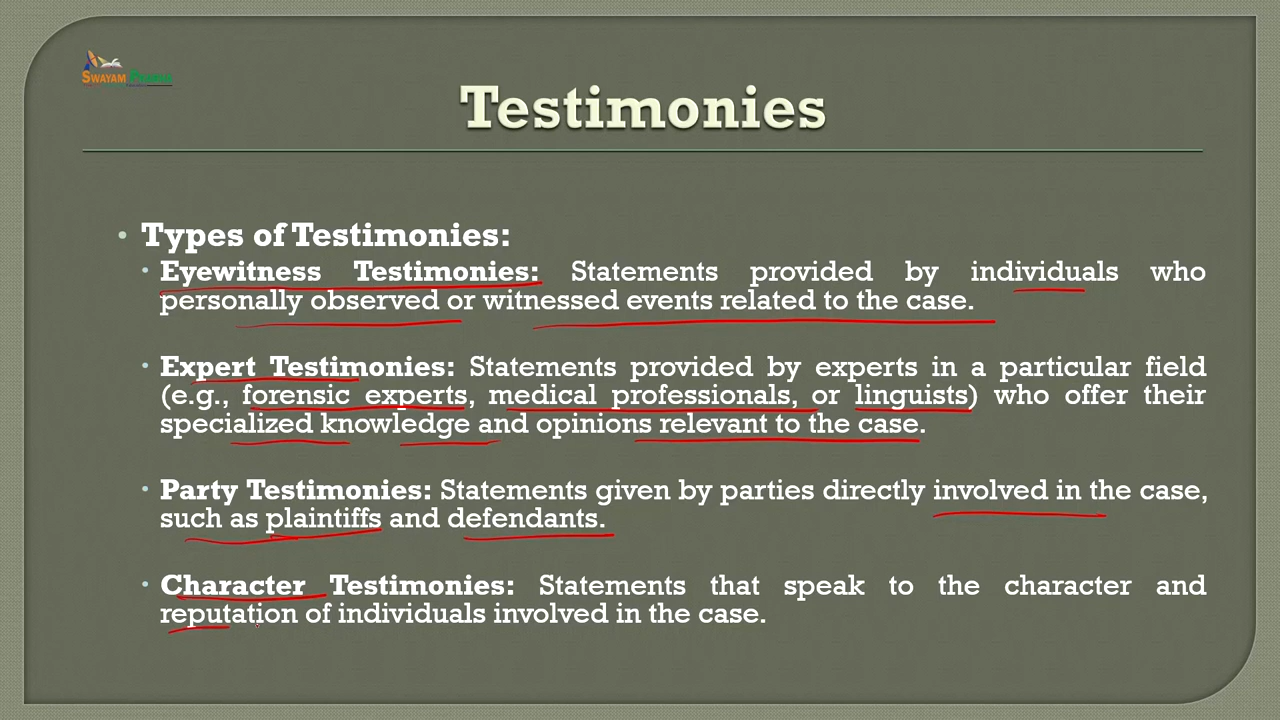 SWAYAM PRABHA
Testimonies
• Types of Testimonies:
• Eyewitness Testimonies: Statements provided by individuals who
personally observed or witnessed events related to the case.
• Expert Testimonies: Statements provided by experts in a particular field
(e.g., forensic experts, medical professionals, or linguists) who offer their
specialized knowledge and opinions relevant to the case.
• Party Testimonies: Statements given by parties directly involved in the case,
such as plaintiffs and defendants.
• Character Testimonies: Statements that speak to the character and
reputation of individuals involved in the case.